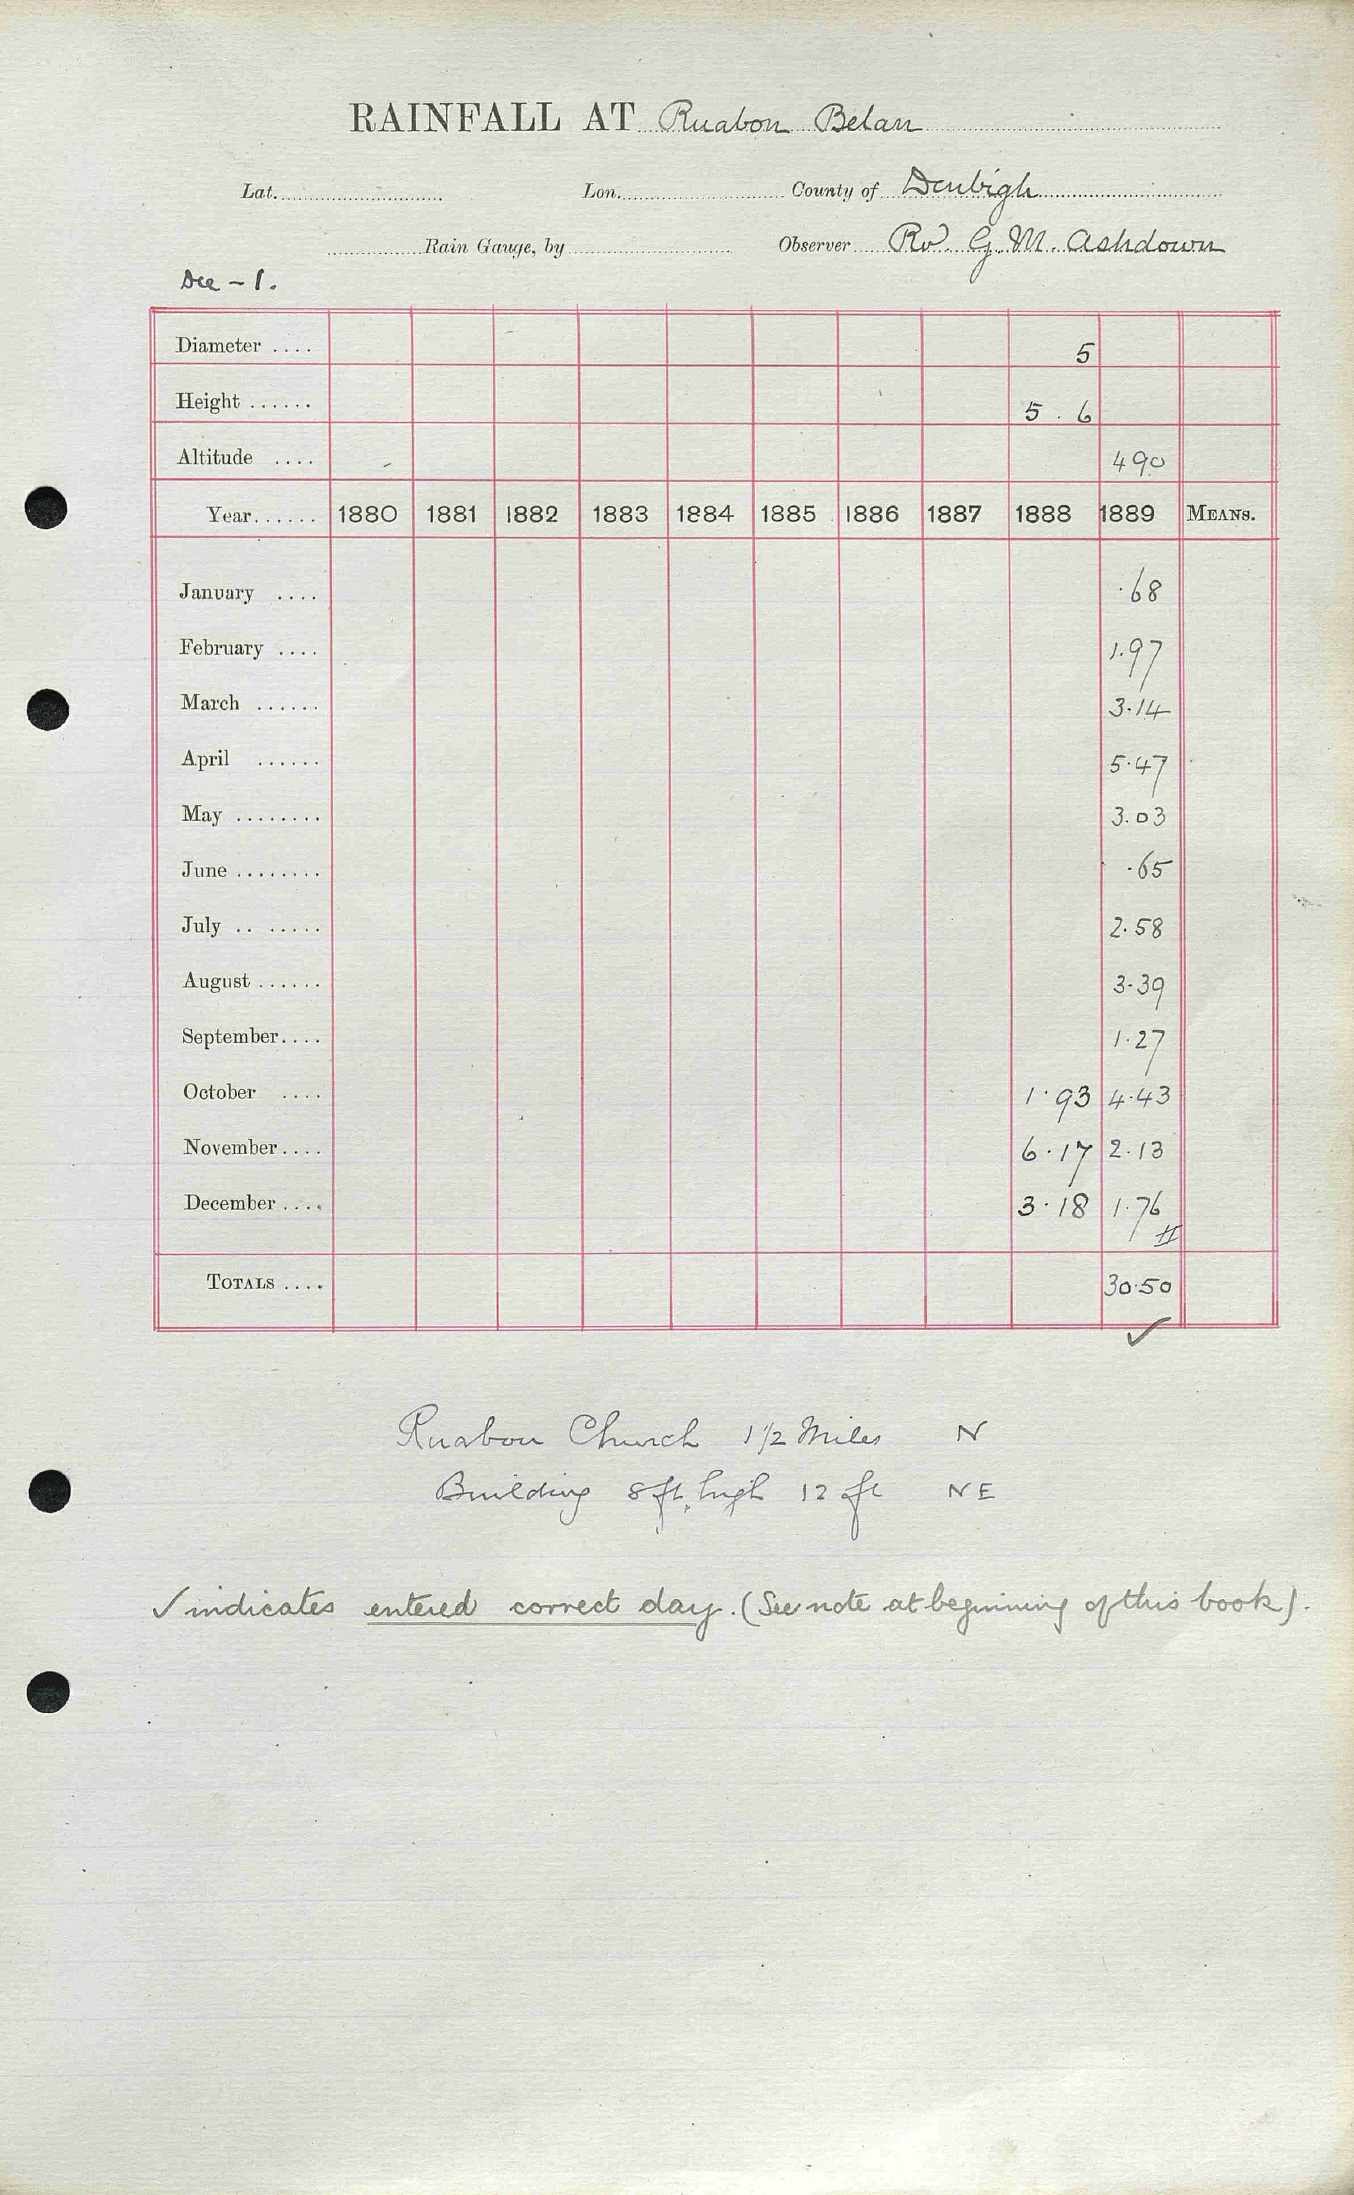 RAINFALL AT Ruabon Belan
Lat. Lon. County of Denbigh
Rain Gauge, by Observer Rv G. M. Ashdown
Dee - 1.
Diameter .... 5
Height ...... 5 . 6
Altitude .... 490
Year...... 1880 1881 1882 1883 1884 1885 1886 1887 1888 1889 MEANS.
January .... ·68
February .... 1.97
March ...... 3·14
April ...... 5·47
May ........ 3.03
June ........ ·65
July .. ..... 2·58
August ...... 3·39
September.... 1·27
October .... 1·93 4·43
November.... 6·17 2·13
December .... 3·18 1·76
II
TOTALS .... 30·50
✓
Ruabon Church 1 1/2 Miles N
Building 8 ft. high 12 ft NE
✓ indicates entered correct day. (See note at beginning of this book).